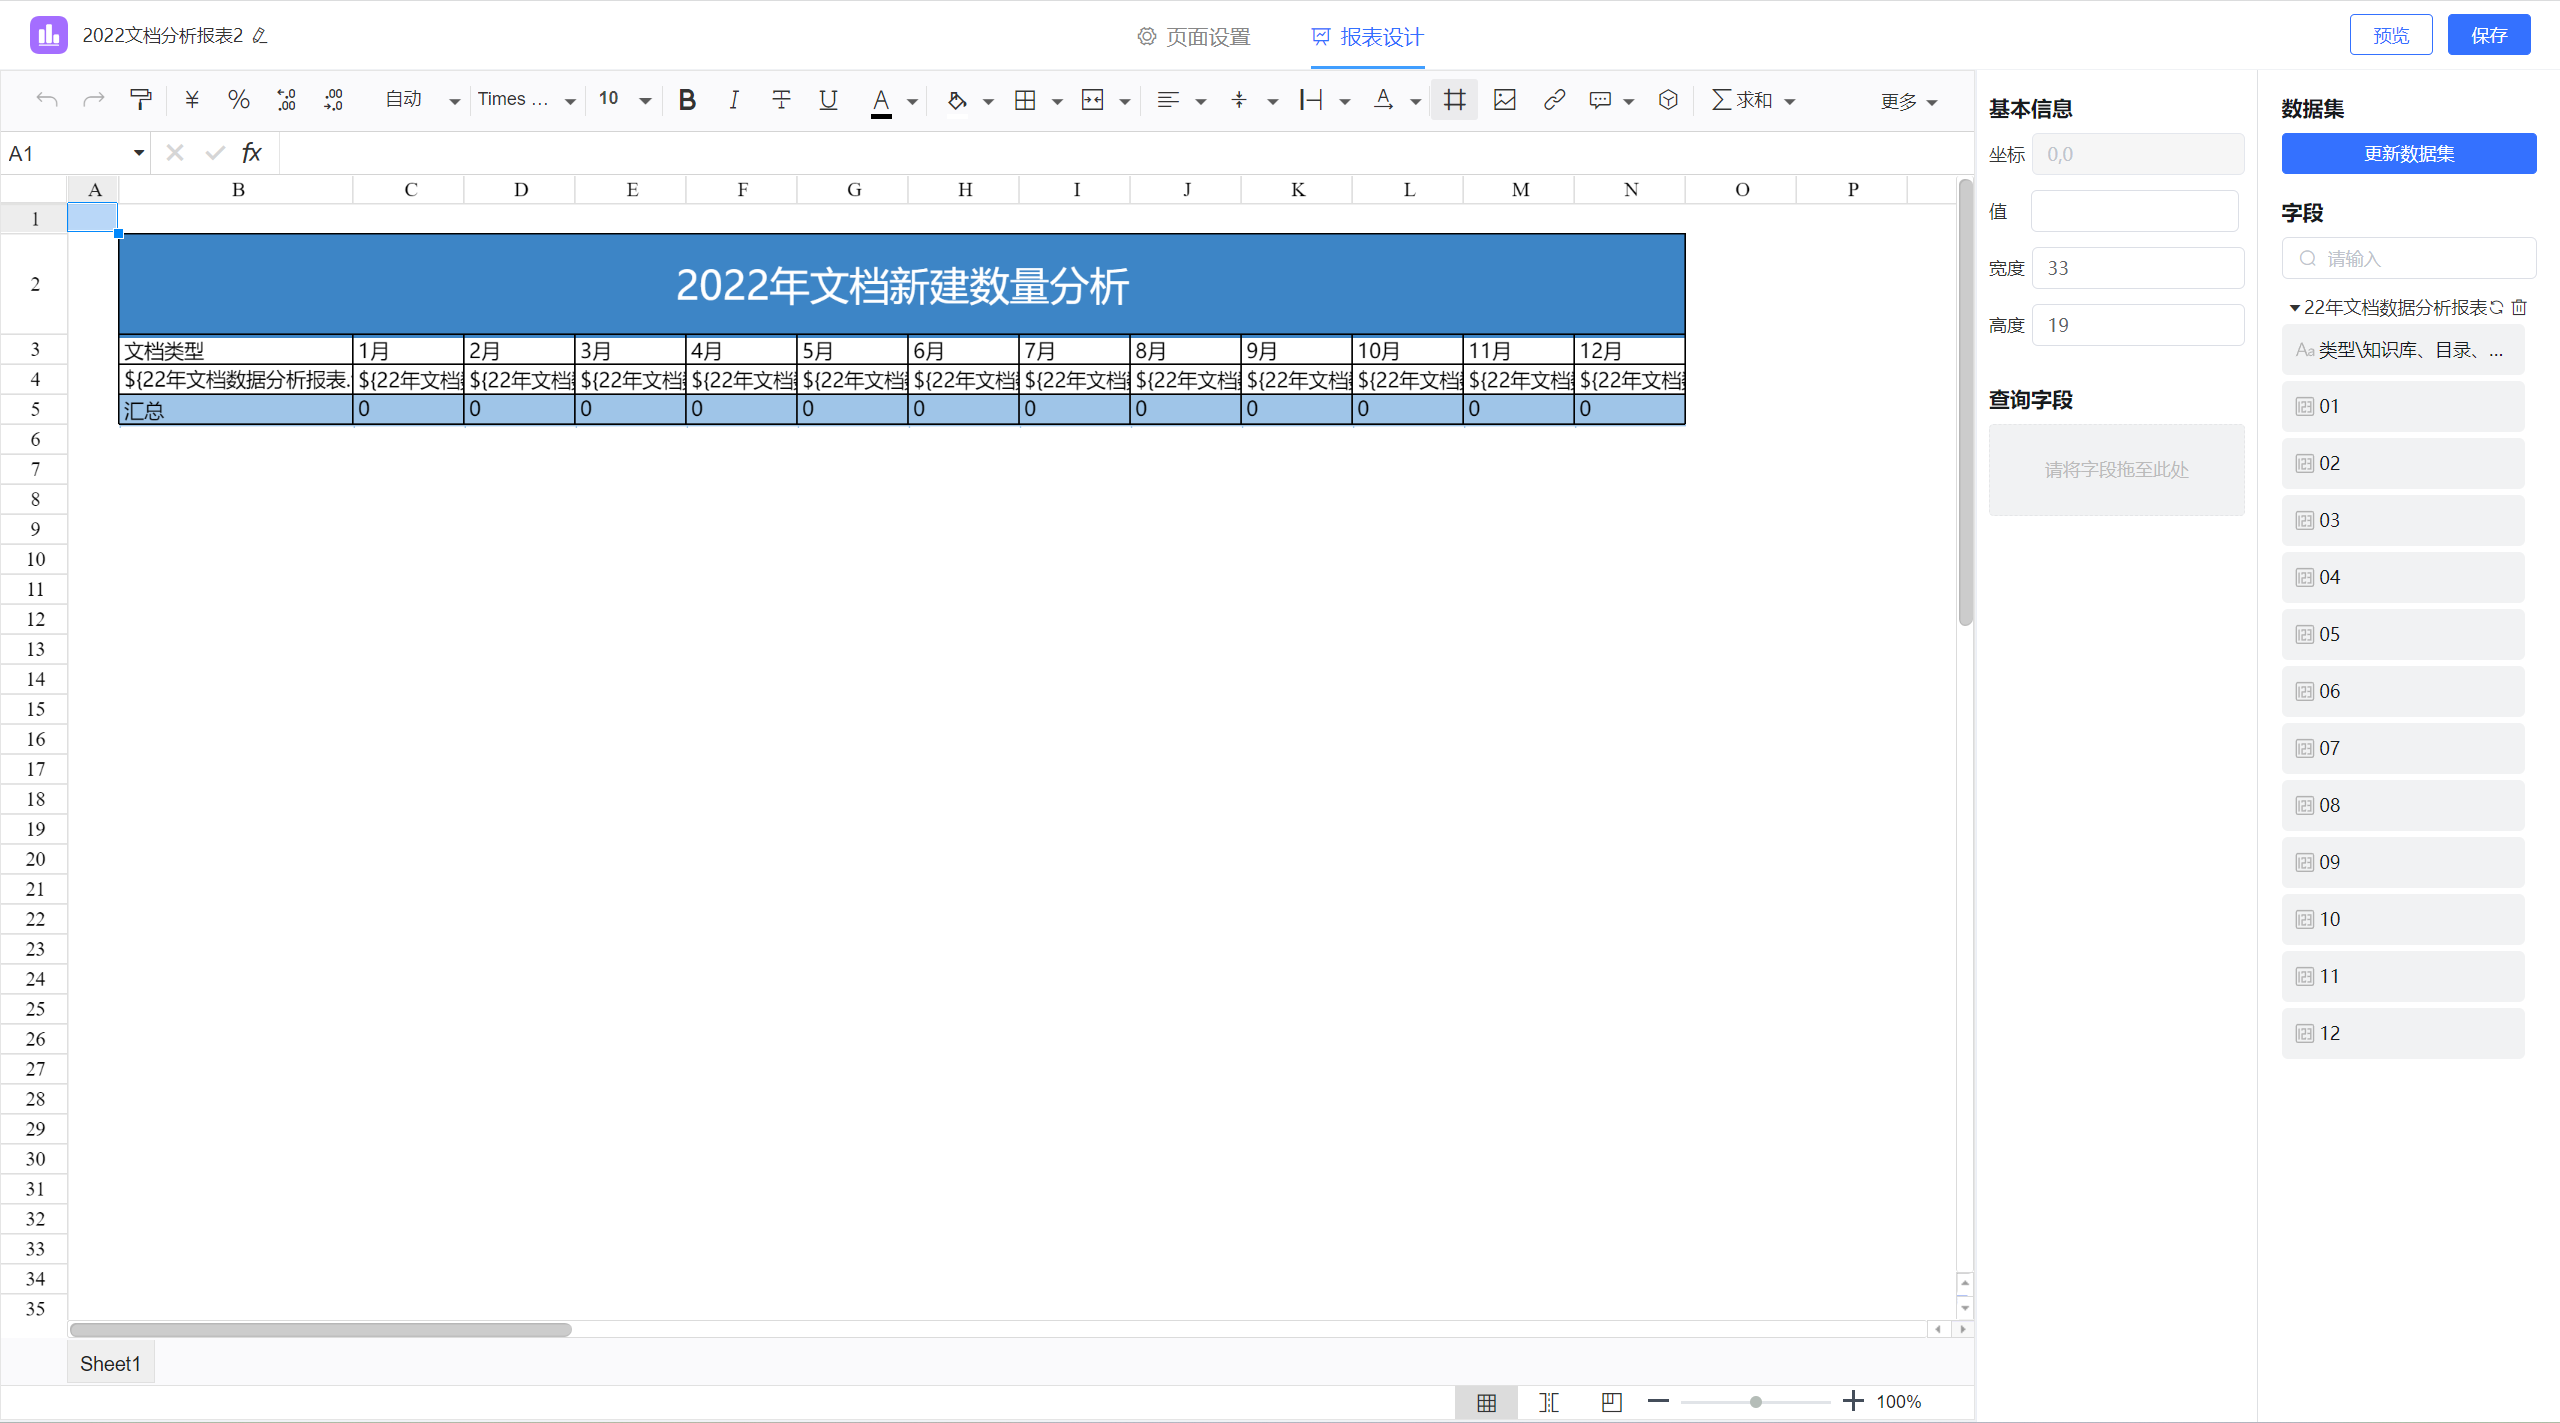 2022文档分析报表2
页面设置
报表设计
预览
保存
¥ % .0 .00 .00 .0 自动 Times ... 10 B I T U A 求和 更多
A1 fx
A B C D E F G H I J K L M N O P
1
2 2022年文档新建数量分析
3 文档类型 1月 2月 3月 4月 5月 6月 7月 8月 9月 10月 11月 12月
4 ${22年文档数据分析报表. ${22年文档 ${22年文档 ${22年文档 ${22年文档 ${22年文档 ${22年文档 ${22年文档 ${22年文档 ${22年文档 ${22年文档 ${22年文档 ${22年文档
5 汇总 0 0 0 0 0 0 0 0 0 0 0 0
6
7
8
9
10
11
12
13
14
15
16
17
18
19
20
21
22
23
24
25
26
27
28
29
30
31
32
33
34
35
Sheet1
100%
基本信息
坐标 0,0
值
宽度 33
高度 19
查询字段
请将字段拖至此处
数据集
更新数据集
字段
请输入
22年文档数据分析报表
Aa 类型\知识库、目录、...
123 01
123 02
123 03
123 04
123 05
123 06
123 07
123 08
123 09
123 10
123 11
123 12